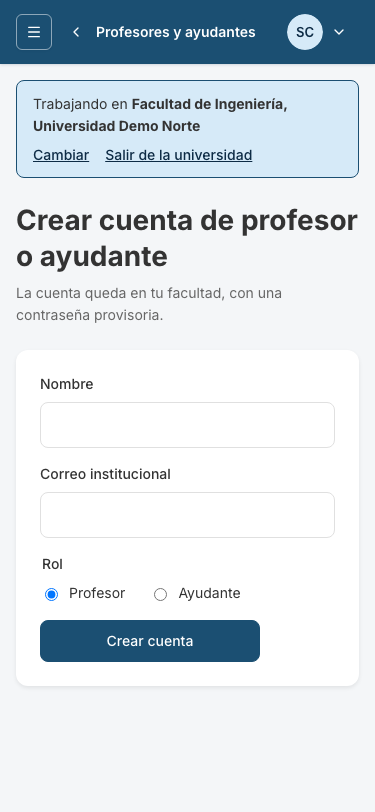 Profesores y ayudantes
SC
Trabajando en Facultad de Ingeniería,
Universidad Demo Norte
Cambiar Salir de la universidad
Crear cuenta de profesor
o ayudante
La cuenta queda en tu facultad, con una
contraseña provisoria.
Nombre
Correo institucional
Rol
Profesor Ayudante
Crear cuenta